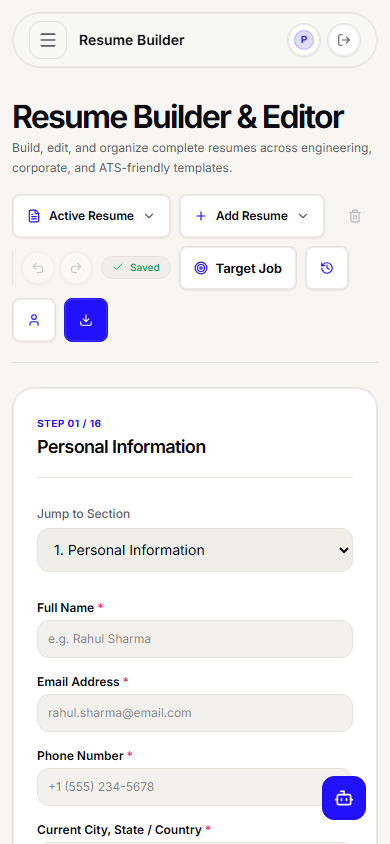 Resume Builder
P
Resume Builder & Editor
Build, edit, and organize complete resumes across engineering,
corporate, and ATS-friendly templates.
Active Resume
Add Resume
Saved
Target Job
STEP 01 / 16
Personal Information
Jump to Section
1. Personal Information
Full Name *
e.g. Rahul Sharma
Email Address *
rahul.sharma@email.com
Phone Number *
+1 (555) 234-5678
Current City, State / Country *